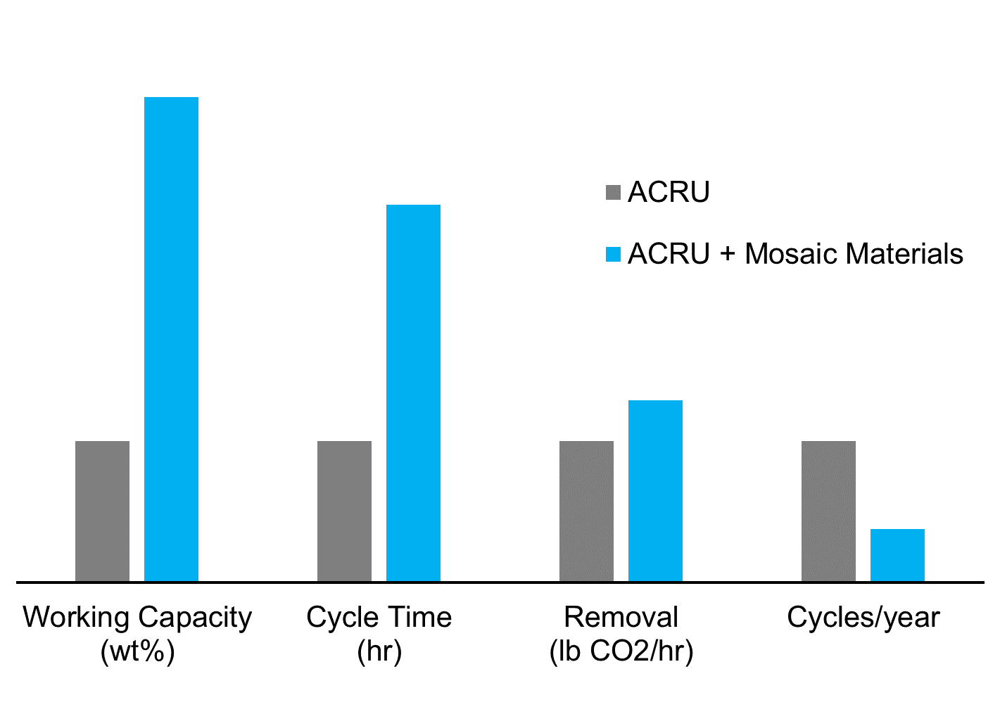 ACRU
ACRU + Mosaic Materials
Working Capacity
(wt%)
Cycle Time
(hr)
Removal
(lb CO2/hr)
Cycles/year